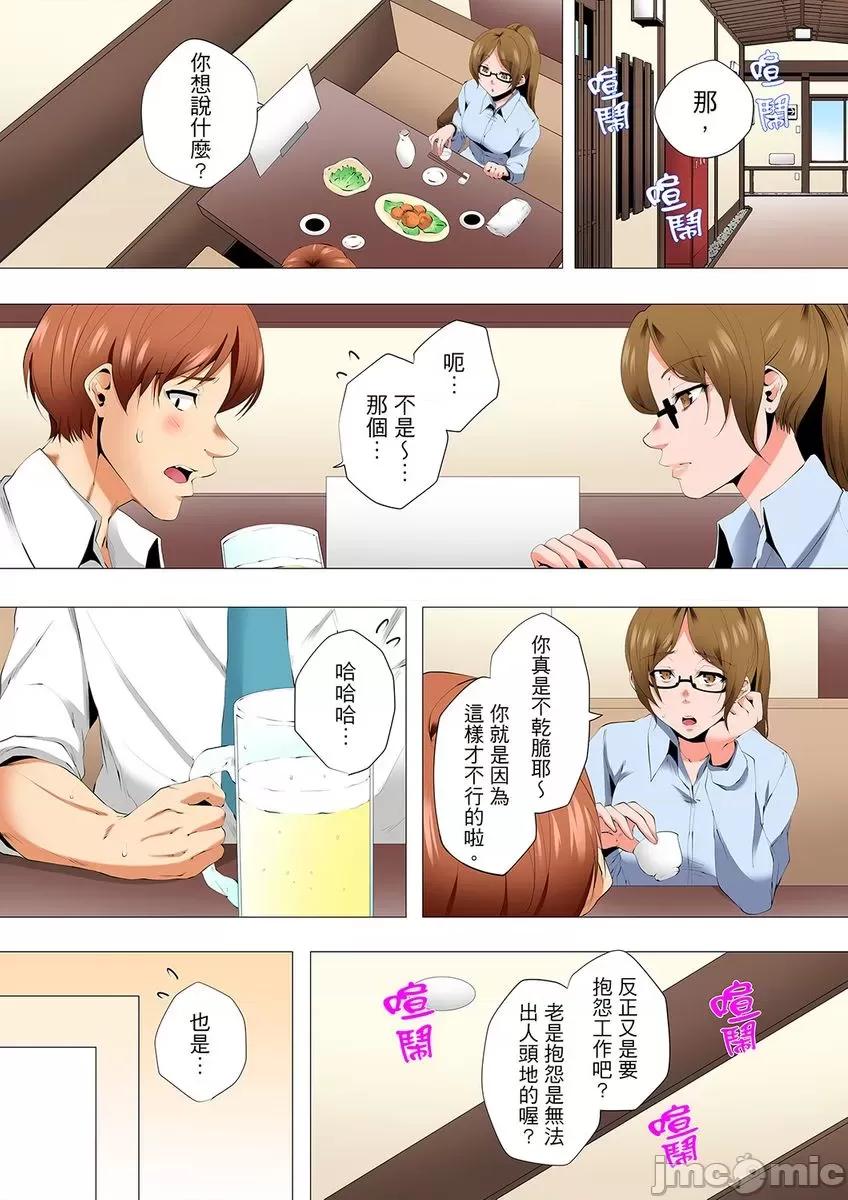 那，
喧鬧
喧鬧
喧鬧
你想說什麼？
呃…
不是～…
那個…
你真是不乾脆耶～
你就是因為
這樣才不行的啦。
哈哈哈…
反正又是要
抱怨工作吧？
老是抱怨是無法
出人頭地的喔？
喧鬧
喧鬧
喧鬧
也是…
jmcomic